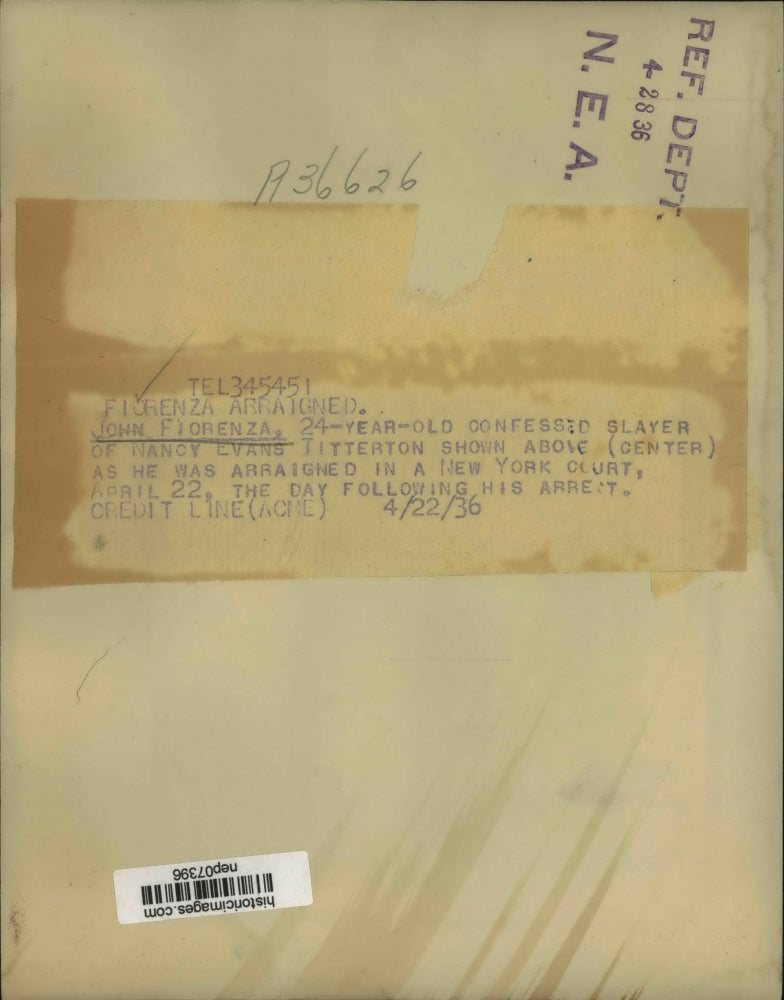 REF. DEPT.
4 28 36
N. E. A.
A36626
TEL345451
FIORENZA ARRAIGNED.
JOHN FIORENZA, 24-YEAR-OLD CONFESSED SLAYER
OF NANCY EVANS TITTERTON SHOWN ABOVE (CENTER)
AS HE WAS ARRAIGNED IN A NEW YORK COURT,
APRIL 22, THE DAY FOLLOWING HIS ARREST.
CREDIT LINE(ACME) 4/22/36
historicimages.com
nep07396